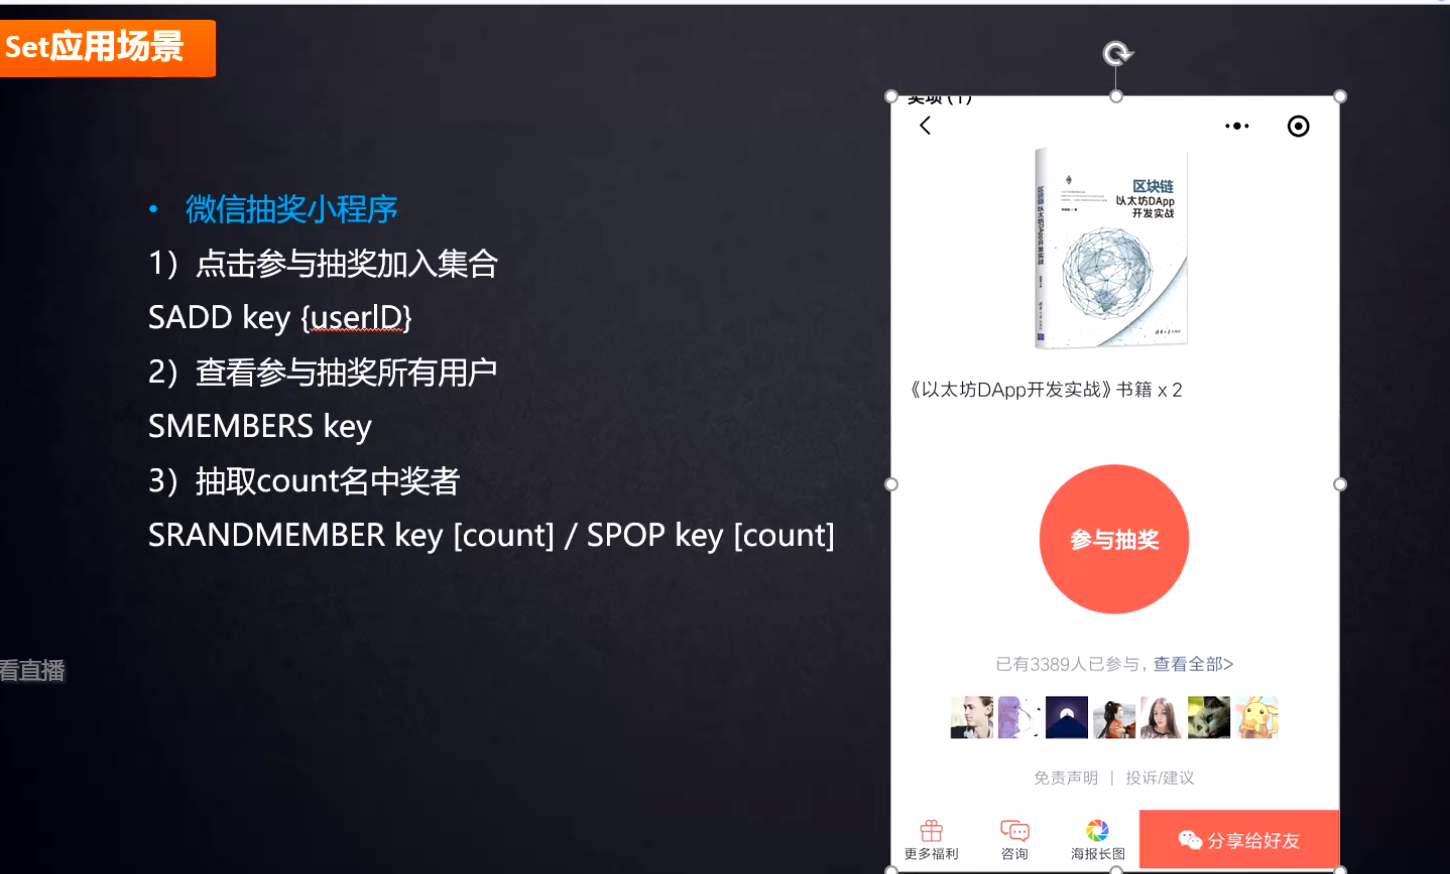 Set应用场景
• 微信抽奖小程序
1）点击参与抽奖加入集合
SADD key {userID}
2）查看参与抽奖所有用户
SMEMBERS key
3）抽取count名中奖者
SRANDMEMBER key [count] / SPOP key [count]
看直播
奖项 (1)
区块链
以太坊DApp
开发实战
《以太坊DApp开发实战》书籍 x 2
参与抽奖
已有3389人已参与，查看全部>
免责声明 | 投诉/建议
更多福利
咨询
海报长图
分享给好友